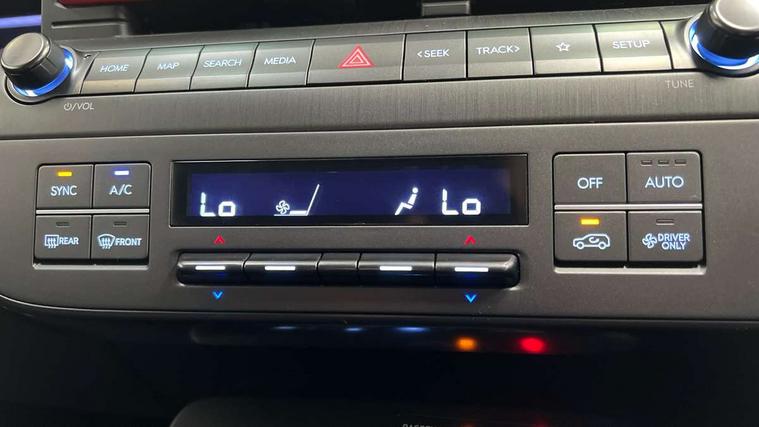 HOME MAP SEARCH MEDIA <SEEK TRACK> SETUP
/VOL TUNE
SYNC A/C Lo Lo OFF AUTO
REAR FRONT DRIVER
ONLY